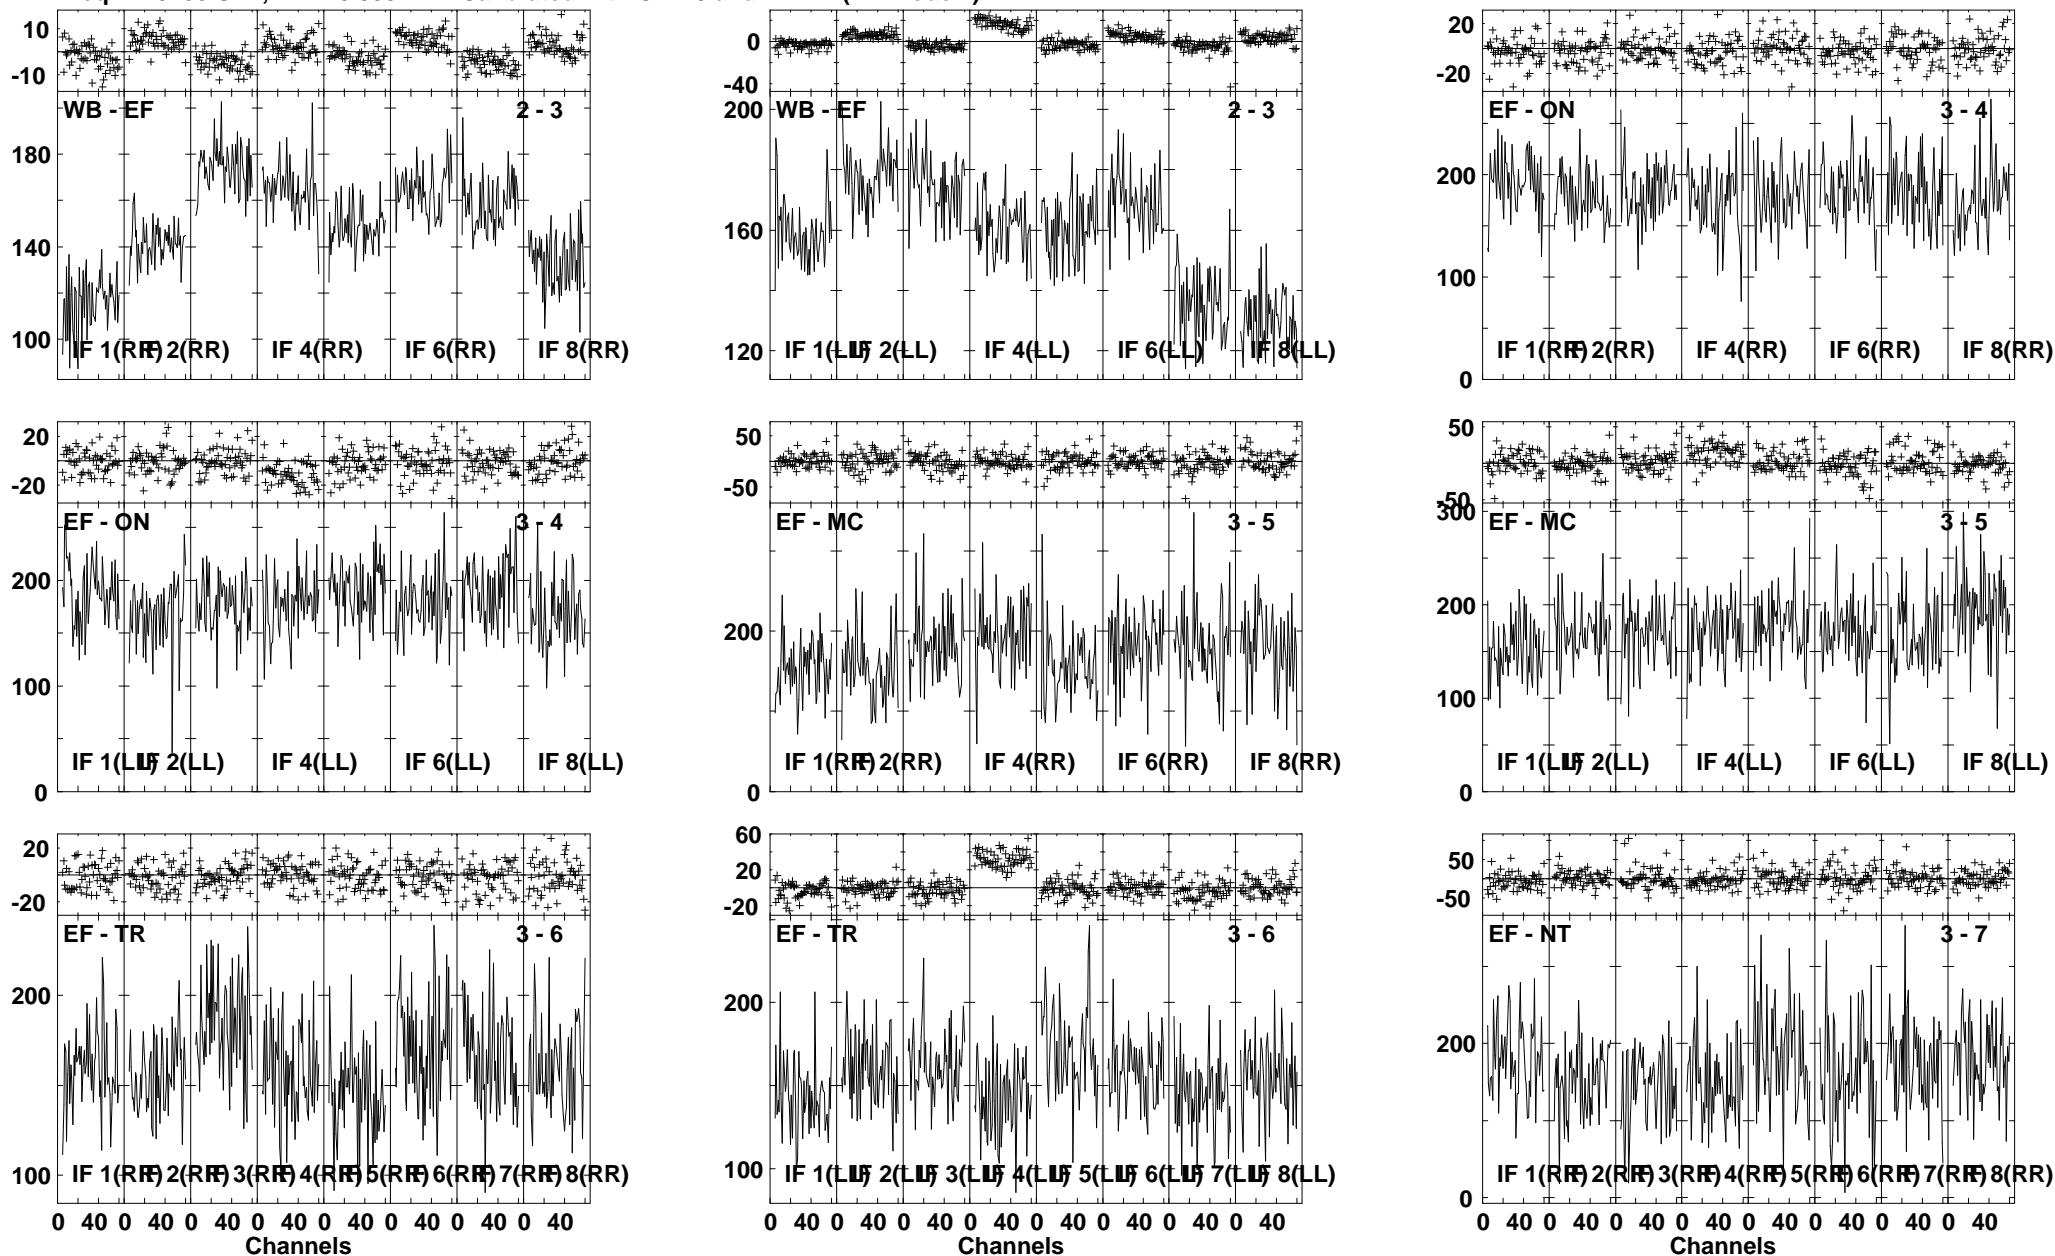 10
-10
WB - EF 2 - 3
180
140
100
IF 1(RR) IF 2(RR) IF 4(RR) IF 6(RR) IF 8(RR)
0
-40
WB - EF 2 - 3
200
160
120
IF 1(LL) IF 2(LL) IF 4(LL) IF 6(LL) IF 8(LL)
20
-20
EF - ON 3 - 4
200
100
0
IF 1(RR) IF 2(RR) IF 4(RR) IF 6(RR) IF 8(RR)
20
-20
EF - ON 3 - 4
200
100
0
IF 1(LL) IF 2(LL) IF 4(LL) IF 6(LL) IF 8(LL)
50
-50
EF - MC 3 - 5
200
0
IF 1(RR) IF 2(RR) IF 4(RR) IF 6(RR) IF 8(RR)
50
-50
EF - MC 3 - 5
300
200
100
0
IF 1(LL) IF 2(LL) IF 4(LL) IF 6(LL) IF 8(LL)
20
-20
EF - TR 3 - 6
200
100
IF 1(RR) IF 2(RR) IF 3(RR) IF 4(RR) IF 5(RR) IF 6(RR) IF 7(RR) IF 8(RR)
0 40 0 40 0 40 0 40 0 40 0 40 0 40 0 40
Channels
60
20
-20
EF - TR 3 - 6
200
100
IF 1(LL) IF 2(LL) IF 3(LL) IF 4(LL) IF 5(LL) IF 6(LL) IF 7(LL) IF 8(LL)
0 40 0 40 0 40 0 40 0 40 0 40 0 40 0 40
Channels
50
-50
EF - NT 3 - 7
200
0
IF 1(RR) IF 2(RR) IF 3(RR) IF 4(RR) IF 5(RR) IF 6(RR) IF 7(RR) IF 8(RR)
0 40 0 40 0 40 0 40 0 40 0 40 0 40 0 40
Channels